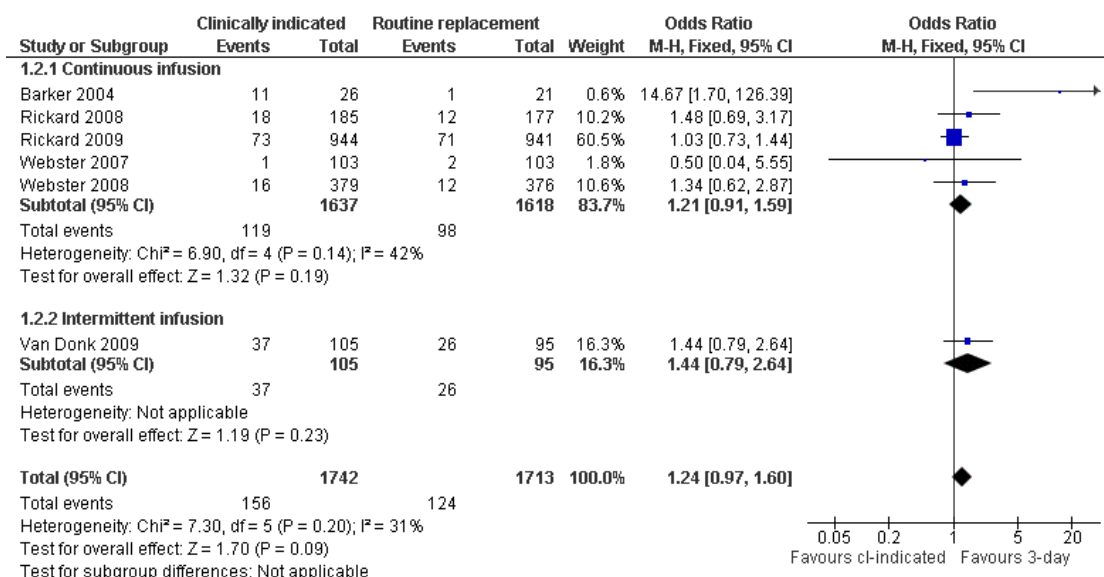 Clinically indicated Routine replacement Odds Ratio Odds Ratio
Study or Subgroup Events Total Events Total Weight M-H, Fixed, 95% CI M-H, Fixed, 95% CI
1.2.1 Continuous infusion
Barker 2004 11 26 1 21 0.6% 14.67 [1.70, 126.39]
Rickard 2008 18 185 12 177 10.2% 1.48 [0.69, 3.17]
Rickard 2009 73 944 71 941 60.5% 1.03 [0.73, 1.44]
Webster 2007 1 103 2 103 1.8% 0.50 [0.04, 5.55]
Webster 2008 16 379 12 376 10.6% 1.34 [0.62, 2.87]
Subtotal (95% CI) 1637 1618 83.7% 1.21 [0.91, 1.59]
Total events 119 98
Heterogeneity: Chi² = 6.90, df = 4 (P = 0.14); I² = 42%
Test for overall effect: Z = 1.32 (P = 0.19)
1.2.2 Intermittent infusion
Van Donk 2009 37 105 26 95 16.3% 1.44 [0.79, 2.64]
Subtotal (95% CI) 105 95 16.3% 1.44 [0.79, 2.64]
Total events 37 26
Heterogeneity: Not applicable
Test for overall effect: Z = 1.19 (P = 0.23)
Total (95% CI) 1742 1713 100.0% 1.24 [0.97, 1.60]
Total events 156 124
Heterogeneity: Chi² = 7.30, df = 5 (P = 0.20); I² = 31%
Test for overall effect: Z = 1.70 (P = 0.09)
Test for subgroup differences: Not applicable
0.05 0.2 1 5 20
Favours cl-indicated Favours 3-day